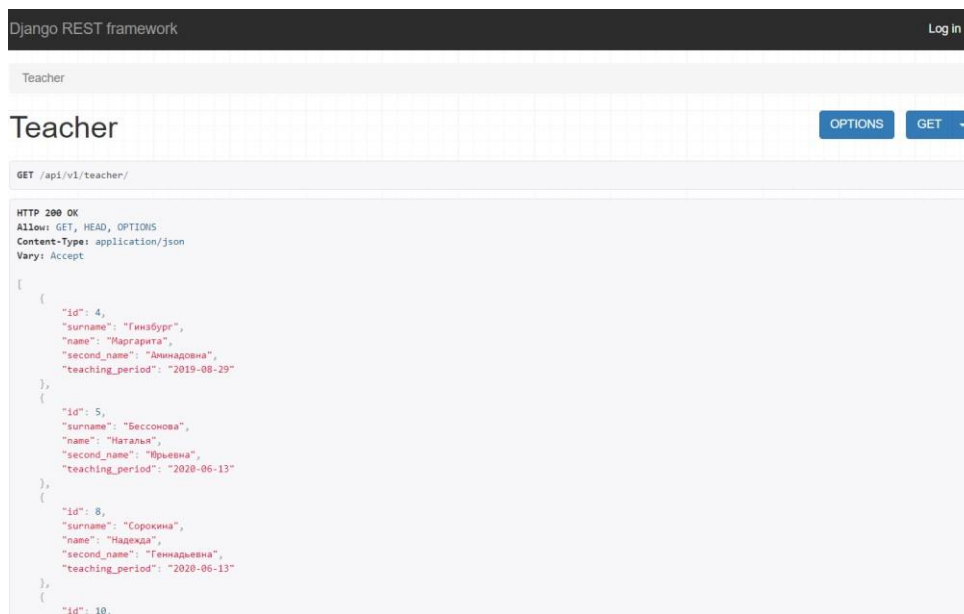 Django REST framework
Log in
Teacher
Teacher
OPTIONS
GET
GET /api/v1/teacher/
HTTP 200 OK
Allow: GET, HEAD, OPTIONS
Content-Type: application/json
Vary: Accept
[
    {
        "id": 4,
        "surname": "Гинзбург",
        "name": "Маргарита",
        "second_name": "Аминадовна",
        "teaching_period": "2019-08-29"
    },
    {
        "id": 5,
        "surname": "Бессонова",
        "name": "Наталья",
        "second_name": "Юрьевна",
        "teaching_period": "2020-06-13"
    },
    {
        "id": 8,
        "surname": "Сорокина",
        "name": "Надежда",
        "second_name": "Геннадьевна",
        "teaching_period": "2020-06-13"
    },
    {
        "id": 10,